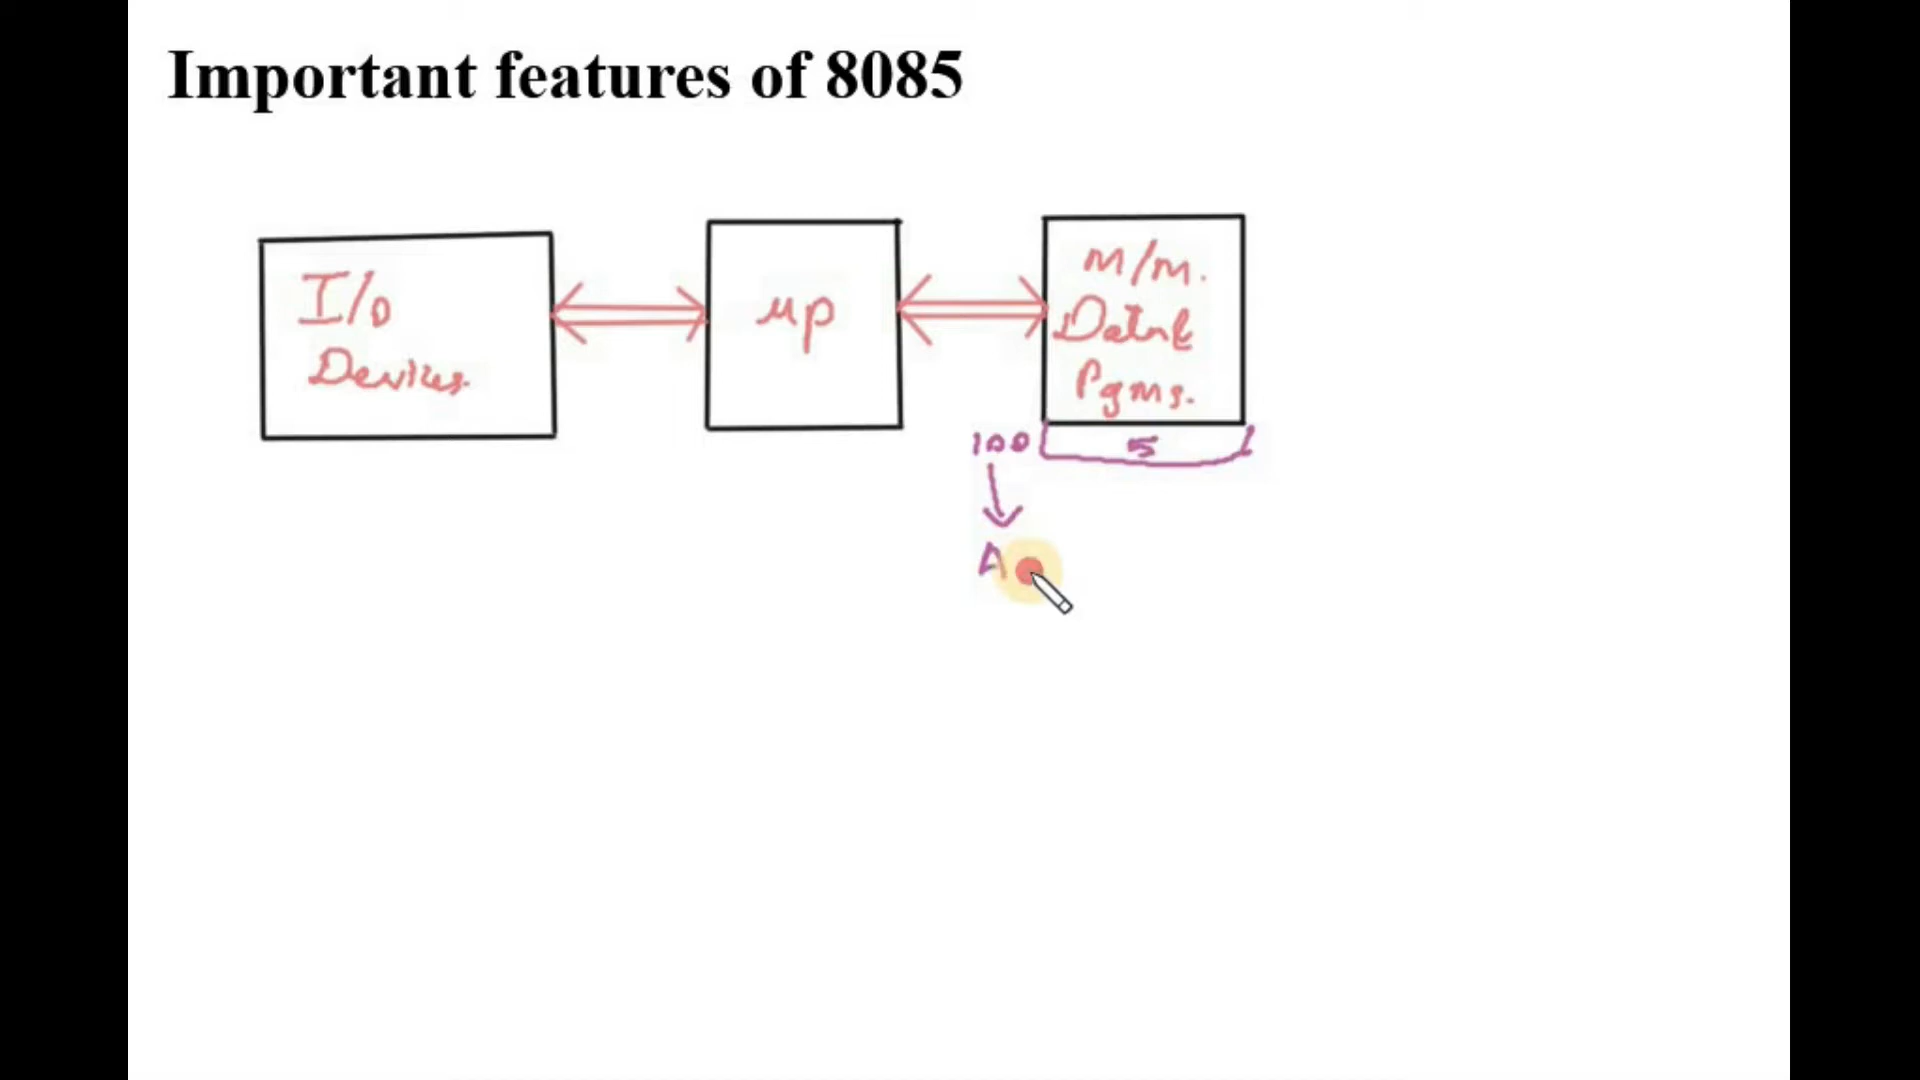 Important features of 8085
I/O
Devices.
μp
M/M.
Data &
Pgms.
100
5
A